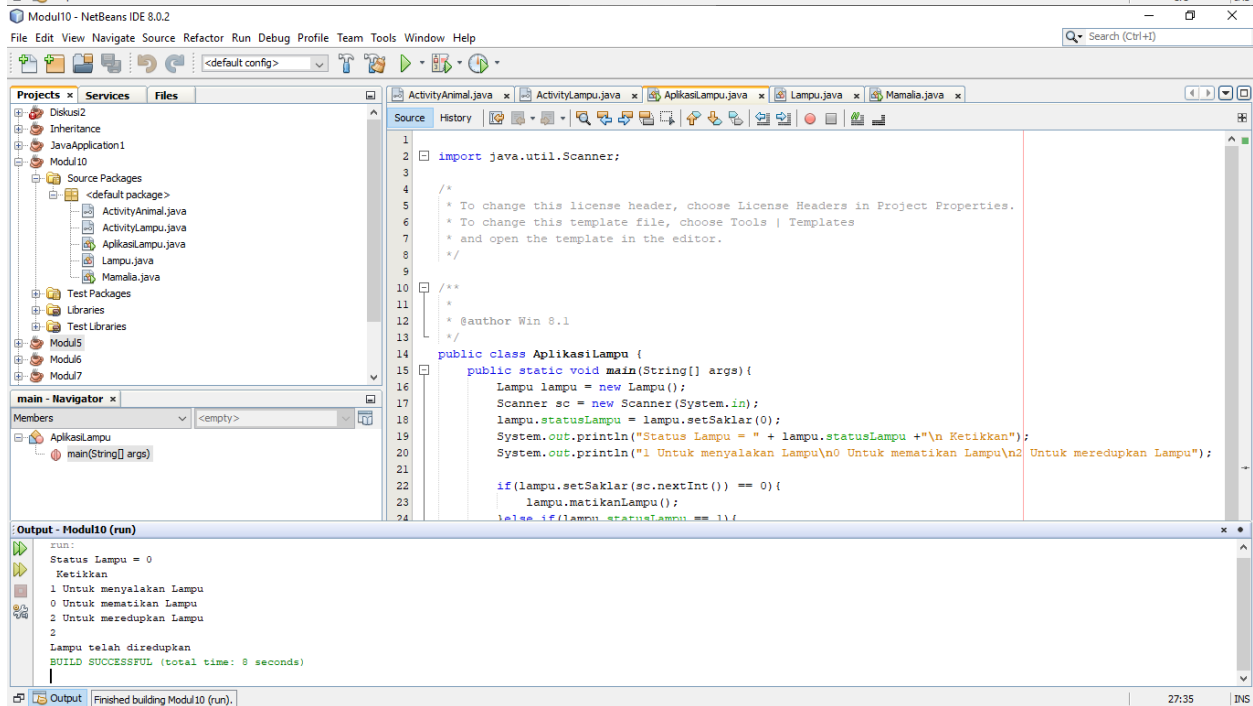 Modul10 - NetBeans IDE 8.0.2
File Edit View Navigate Source Refactor Run Debug Profile Team Tools Window Help
Search (Ctrl+I)
<default config>
Projects x Services Files
Diskusi2
Inheritance
JavaApplication1
Modul10
Source Packages
<default package>
ActivityAnimal.java
ActivityLampu.java
AplikasiLampu.java
Lampu.java
Mamalia.java
Test Packages
Libraries
Test Libraries
Modul5
Modul6
Modul7
main - Navigator x
Members
<empty>
AplikasiLampu
main(String[] args)
ActivityAnimal.java x ActivityLampu.java x AplikasiLampu.java x Lampu.java x Mamalia.java x
Source History
1
2 import java.util.Scanner;
3
4 /*
5 * To change this license header, choose License Headers in Project Properties.
6 * To change this template file, choose Tools | Templates
7 * and open the template in the editor.
8 */
9
10 /**
11 *
12 * @author Win 8.1
13 */
14 public class AplikasiLampu {
15 public static void main(String[] args){
16 Lampu lampu = new Lampu();
17 Scanner sc = new Scanner(System.in);
18 lampu.statusLampu = lampu.setSaklar(0);
19 System.out.println("Status Lampu = " + lampu.statusLampu +"\n Ketikkan");
20 System.out.println("1 Untuk menyalakan Lampu\n0 Untuk mematikan Lampu\n2 Untuk meredupkan Lampu");
21
22 if(lampu.setSaklar(sc.nextInt()) == 0){
23 lampu.matikanLampu();
24 }else if(lampu.statusLampu == 1){
Output - Modul10 (run)
run:
Status Lampu = 0
Ketikkan
1 Untuk menyalakan Lampu
0 Untuk mematikan Lampu
2 Untuk meredupkan Lampu
2
Lampu telah diredupkan
BUILD SUCCESSFUL (total time: 8 seconds)
Output Finished building Modul10 (run).
27:35 INS